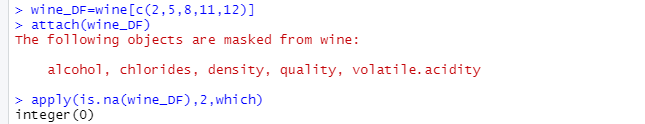 > wine_DF=wine[c(2,5,8,11,12)]
> attach(wine_DF)
The following objects are masked from wine:
alcohol, chlorides, density, quality, volatile.acidity
> apply(is.na(wine_DF),2,which)
integer(0)